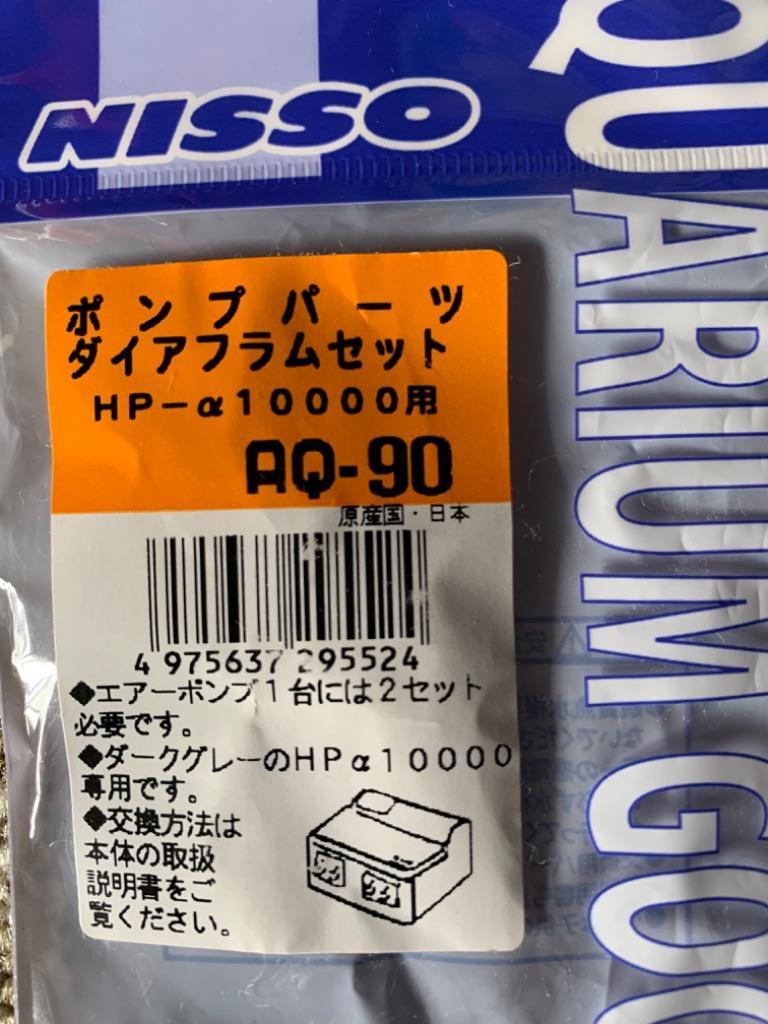 NISSO
QUARIUM GOO
ポンプパーツ
ダイアフラムセット
HP-α10000用
AQ-90
原産国・日本
4 975637 295524
◆エアーポンプ1台には2セット
必要です。
◆ダークグレーのHPα10000
専用です。
◆交換方法は
本体の取扱
説明書をご
覧ください。